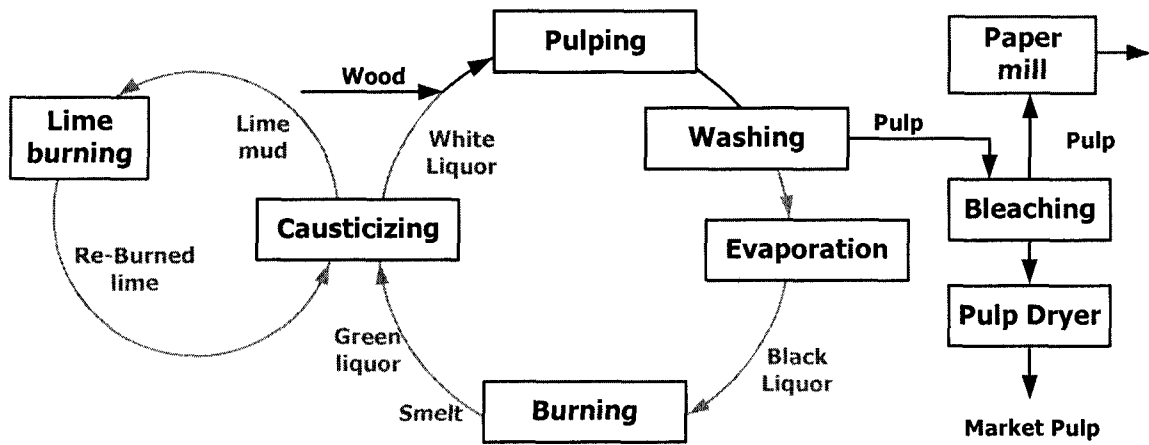 Pulping
Paper
mill
Wood
Lime
burning
Lime
mud
White
Liquor
Washing
Pulp
Pulp
Causticizing
Bleaching
Evaporation
Re-Burned
lime
Pulp Dryer
Green
liquor
Black
Liquor
Smelt
Burning
Market Pulp